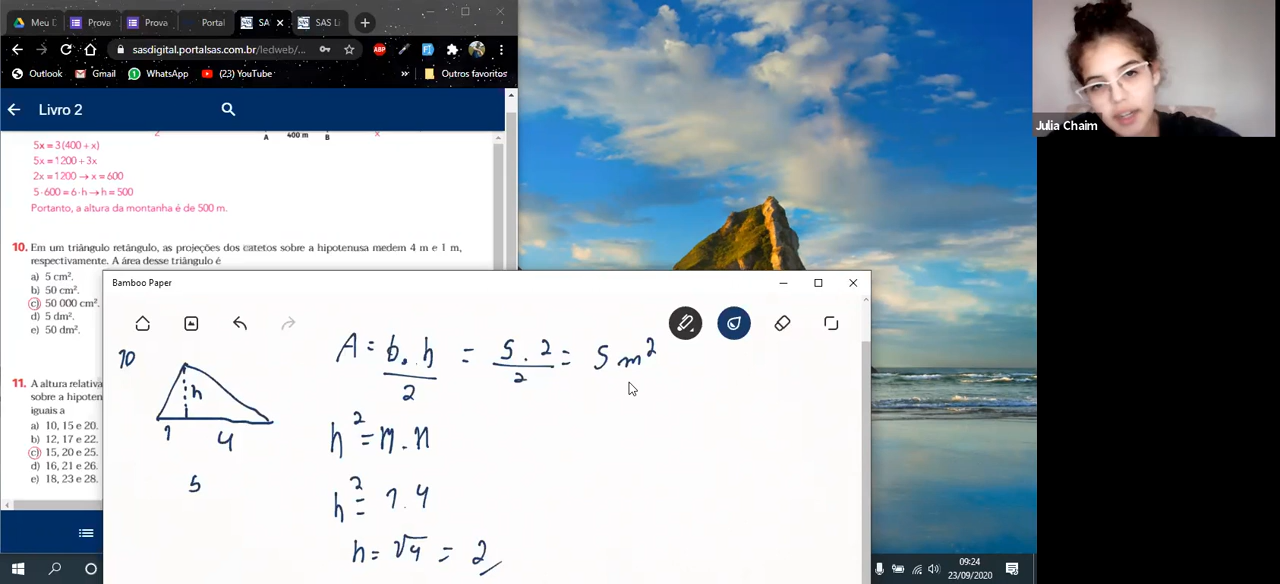 Meu D Prova Prova Portal SA SAS Li
sasdigital.portalsas.com.br/ledweb/... ABP
Outlook Gmail WhatsApp (23) YouTube » Outros favoritos
Livro 2
2 A 400 m B x
5x = 3(400 + x)
5x = 1200 + 3x
2x = 1200 → x = 600
5 · 600 = 6 · h → h = 500
Portanto, a altura da montanha é de 500 m.
10. Em um triângulo retângulo, as projeções dos catetos sobre a hipotenusa medem 4 m e 1 m,
respectivamente. A área desse triângulo é
a) 5 cm².
b) 50 cm².
c) 50 000 cm².
d) 5 dm².
e) 50 dm².
11. A altura relativa
sobre a hipoten
iguais a
a) 10, 15 e 20.
b) 12, 17 e 22.
c) 15, 20 e 25.
d) 16, 21 e 26.
e) 18, 23 e 28.
Bamboo Paper
10
h
1 4
5
A = b . h / 2 = 5 . 2 / 2 = 5 m²
h² = m . n
h² = 1 . 4
h = √4 = 2
Julia Chaim
09:24
23/09/2020